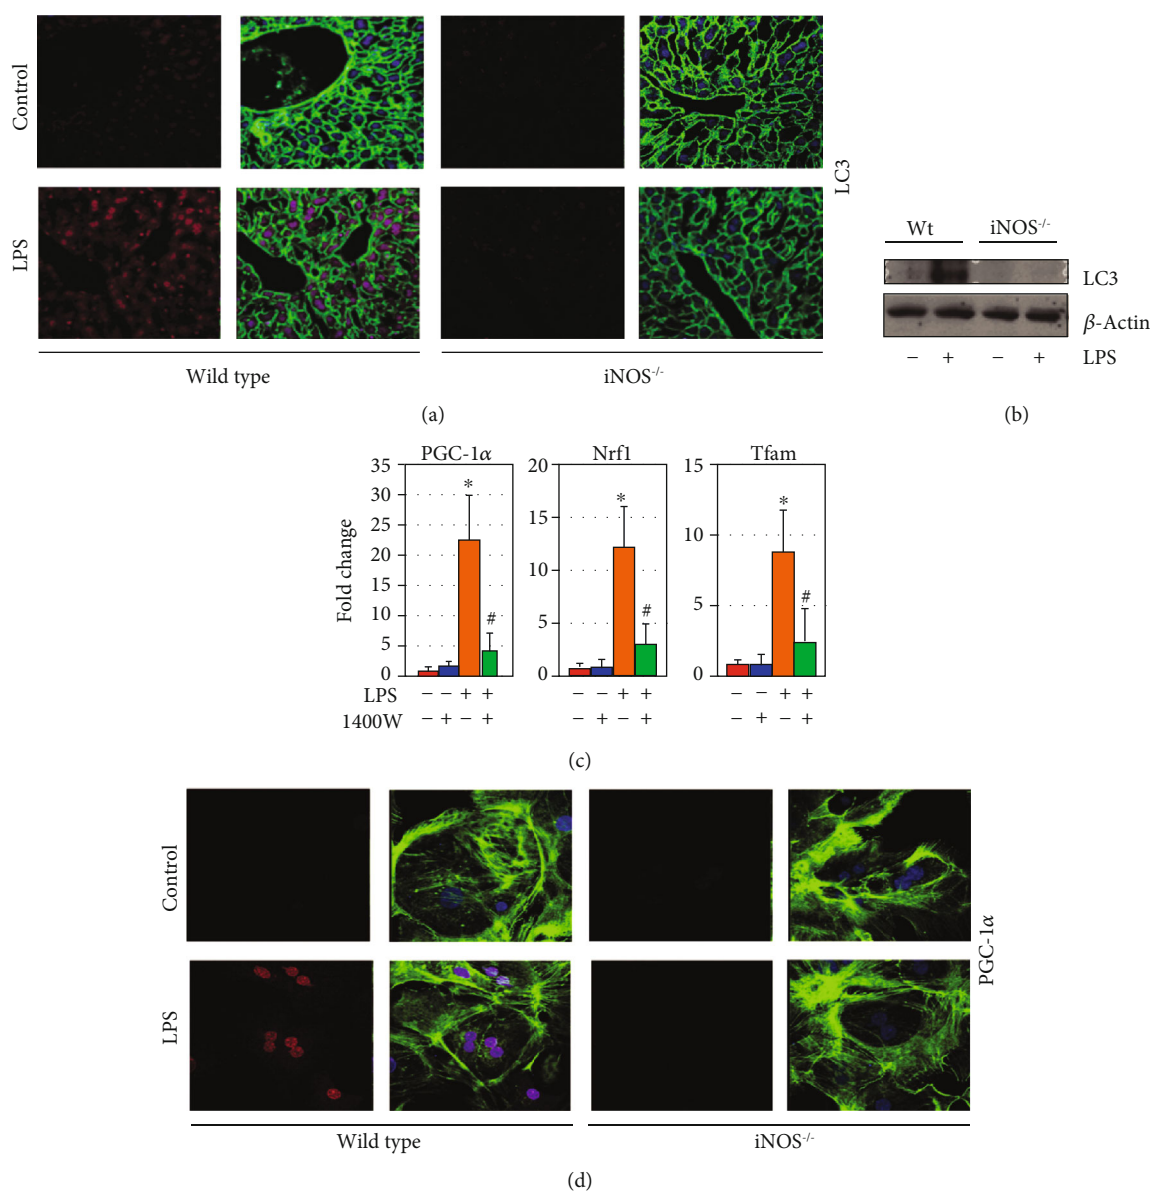 Control
LPS
LC3
Wild type
iNOS-/-
(a)
Wt iNOS-/-
LC3
β-Actin
− + − + LPS
(b)
PGC-1α Nrf1 Tfam
Fold change
35
30
25
20
15
10
5
0
20
15
10
5
0
15
10
5
0
* * *
# # #
LPS − − + + − − + + − − + +
1400W − + − + − + − + − + − +
(c)
Control
LPS
PGC-1α
Wild type
iNOS-/-
(d)